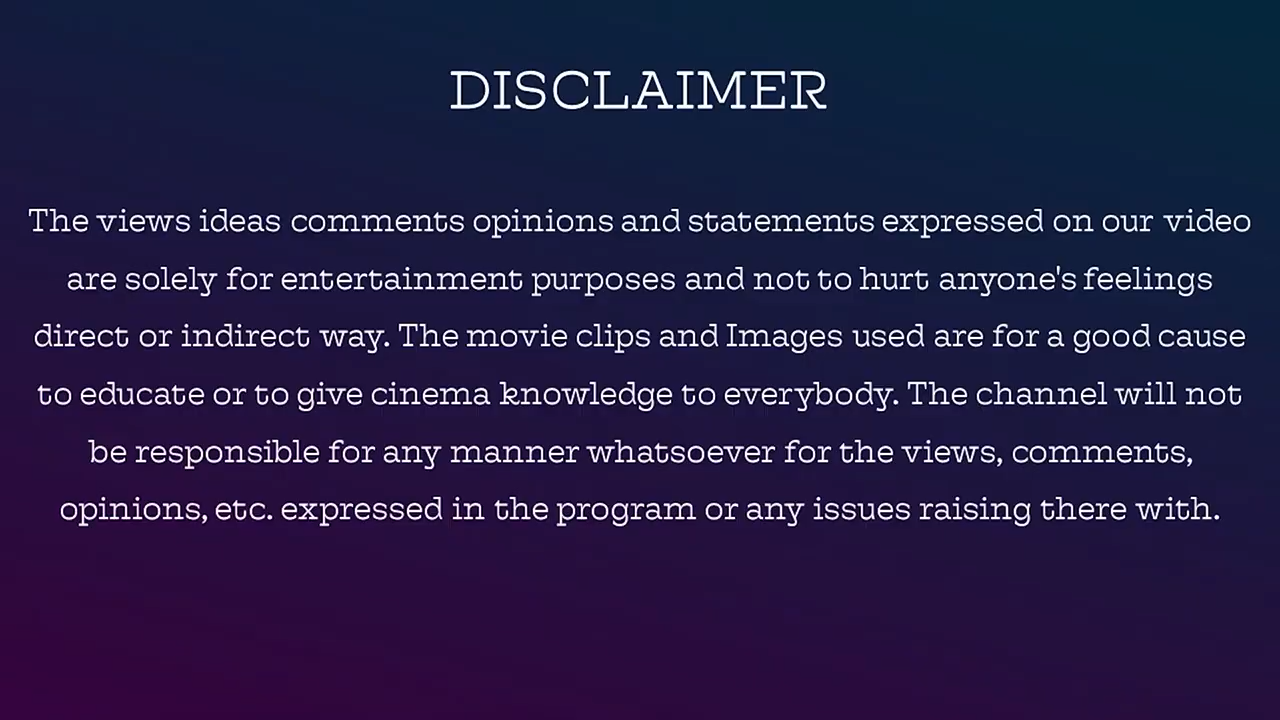 DISCLAIMER
The views ideas comments opinions and statements expressed on our video
are solely for entertainment purposes and not to hurt anyone's feelings
direct or indirect way. The movie clips and Images used are for a good cause
to educate or to give cinema knowledge to everybody. The channel will not
be responsible for any manner whatsoever for the views, comments,
opinions, etc. expressed in the program or any issues raising there with.